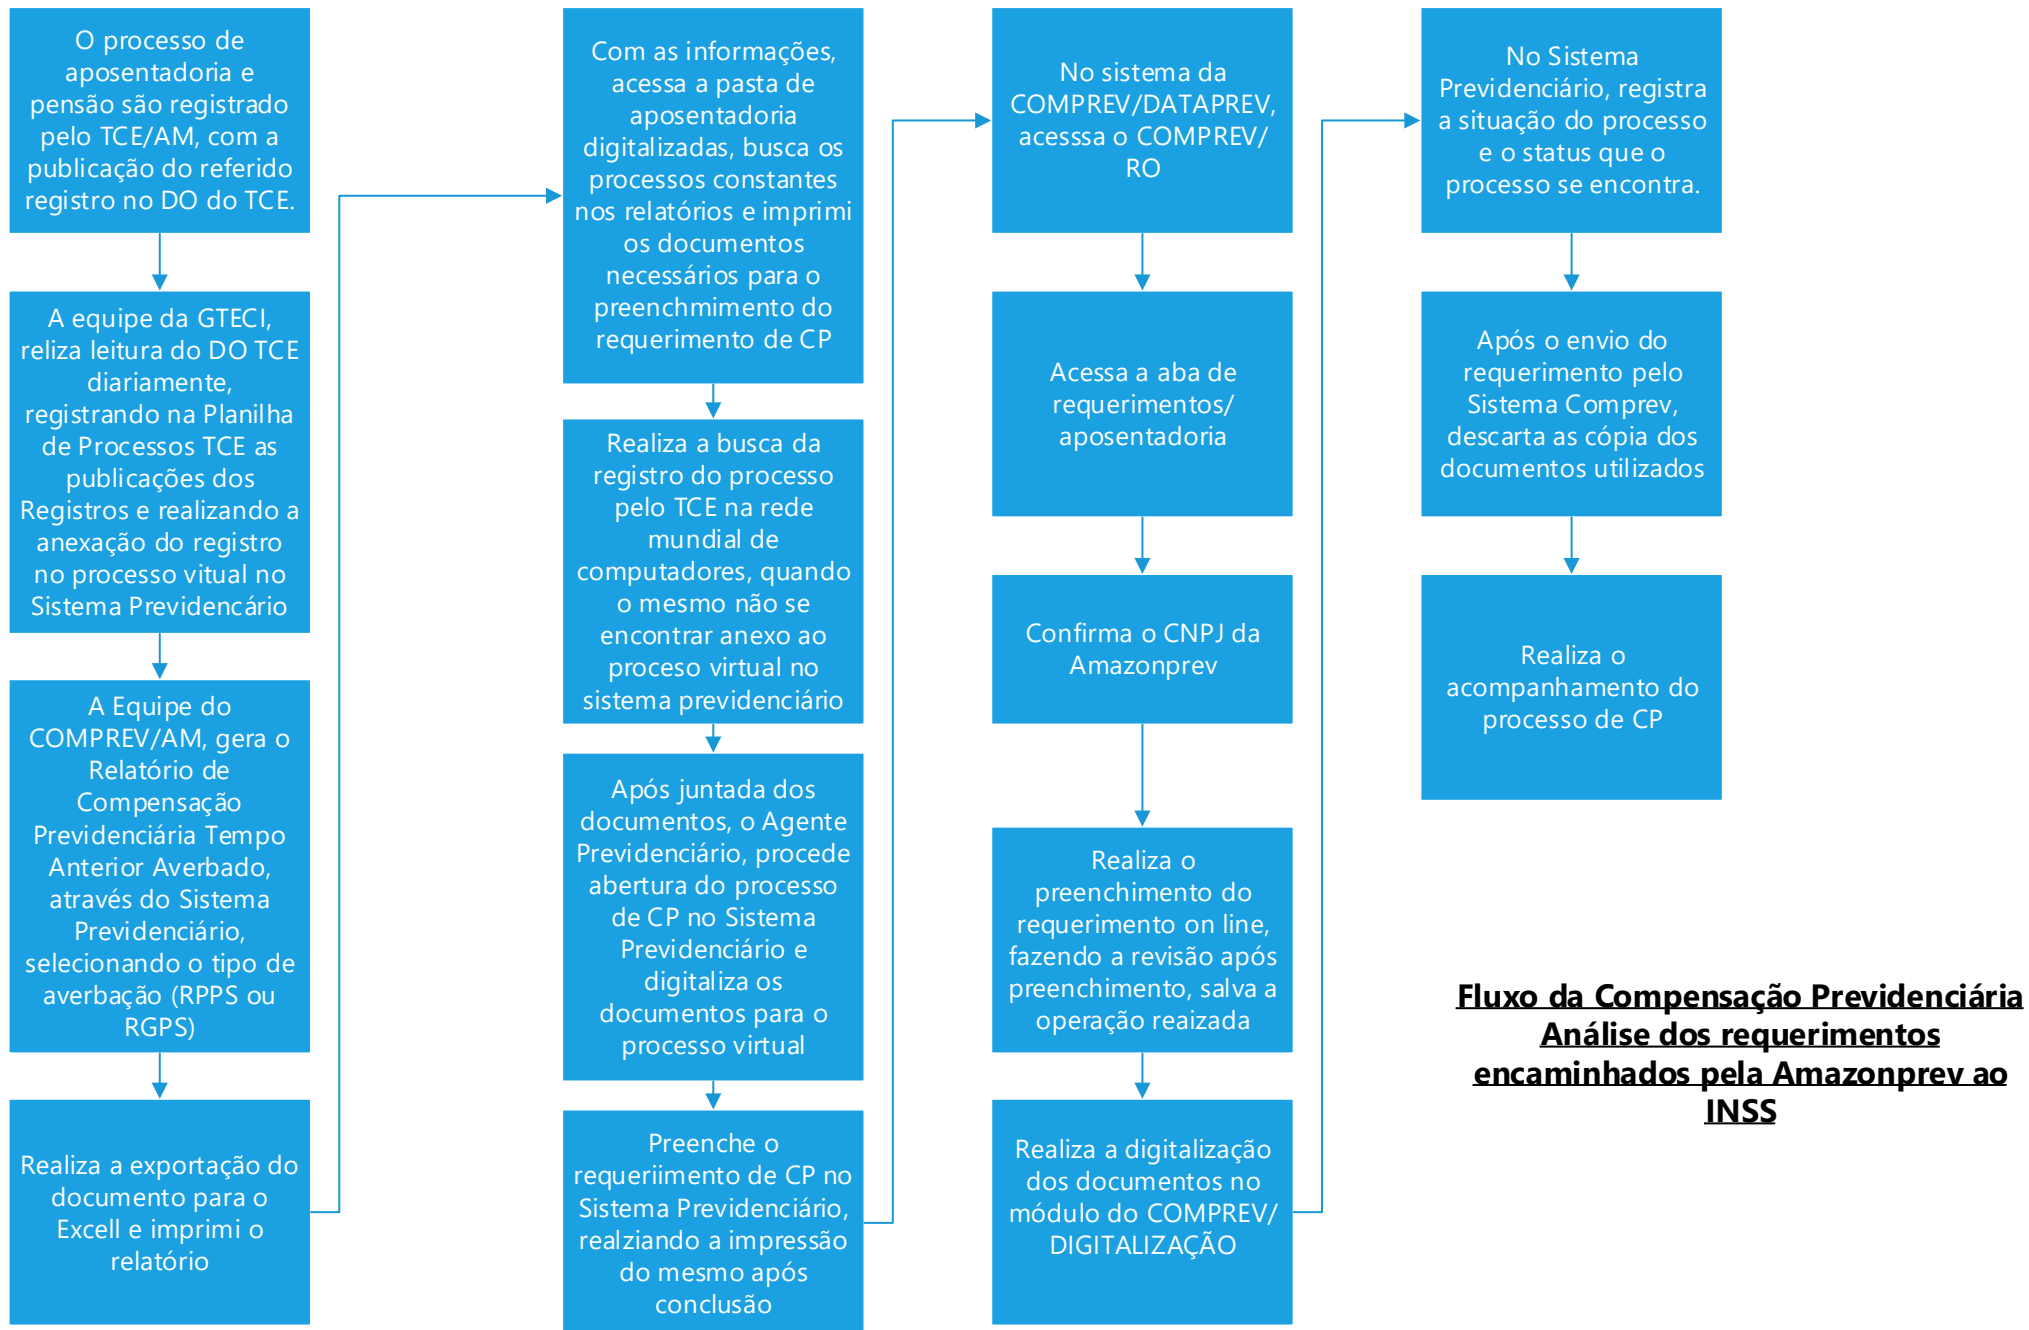 O processo de
aposentadoria e
pensão são registrado
pelo TCE/AM, com a
publicação do referido
registro no DO do TCE.
A equipe da GTECI,
reliza leitura do DO TCE
diariamente,
registrando na Planilha
de Processos TCE as
publicações dos
Registros e realizando a
anexação do registro
no processo vitual no
Sistema Previdencário
A Equipe do
COMPREV/AM, gera o
Relatório de
Compensação
Previdenciária Tempo
Anterior Averbado,
através do Sistema
Previdenciário,
selecionando o tipo de
averbação (RPPS ou
RGPS)
Realiza a exportação do
documento para o
Excell e imprimi o
relatório
Com as informações,
acessa a pasta de
aposentadoria
digitalizadas, busca os
processos constantes
nos relatórios e imprimi
os documentos
necessários para o
preenchmimento do
requerimento de CP
Realiza a busca da
registro do processo
pelo TCE na rede
mundial de
computadores, quando
o mesmo não se
encontrar anexo ao
proceso virtual no
sistema previdenciário
Após juntada dos
documentos, o Agente
Previdenciário, procede
abertura do processo
de CP no Sistema
Previdenciário e
digitaliza os
documentos para o
processo virtual
Preenche o
requeriimento de CP no
Sistema Previdenciário,
realziando a impressão
do mesmo após
conclusão
No sistema da
COMPREV/DATAPREV,
acesssa o COMPREV/
RO
Acessa a aba de
requerimentos/
aposentadoria
Confirma o CNPJ da
Amazonprev
Realiza o
preenchimento do
requerimento on line,
fazendo a revisão após
preenchimento, salva a
operação reaizada
Realiza a digitalização
dos documentos no
módulo do COMPREV/
DIGITALIZAÇÃO
No Sistema
Previdenciário, registra
a situação do processo
e o status que o
processo se encontra.
Após o envio do
requerimento pelo
Sistema Comprev,
descarta as cópia dos
documentos utilizados
Realiza o
acompanhamento do
processo de CP
Fluxo da Compensação Previdenciária
Análise dos requerimentos
encaminhados pela Amazonprev ao
INSS